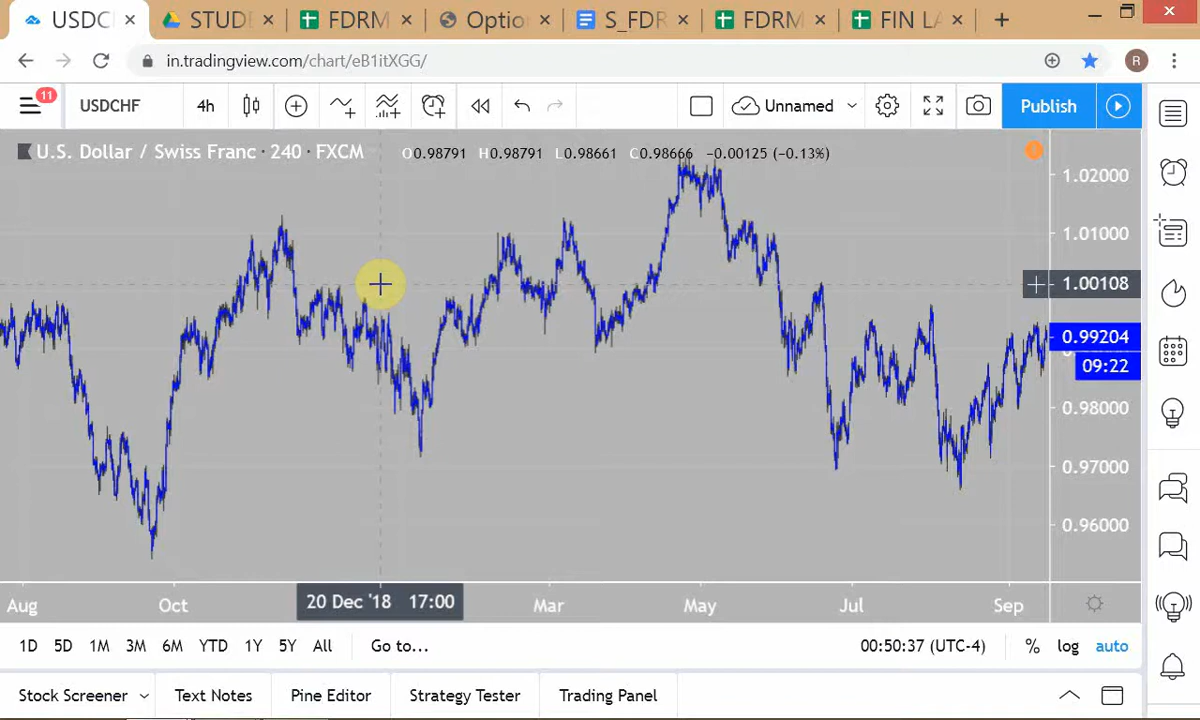 USDC × STUD × FDRM × Optio × S_FDR × FDRM × FIN LA ×
in.tradingview.com/chart/eB1itXGG/ R
11 USDCHF 4h Unnamed Publish
U.S. Dollar / Swiss Franc · 240 · FXCM O0.98791 H0.98791 L0.98661 C0.98666 −0.00125 (−0.13%)
1.02000
1.01000
1.00108
0.99204
09:22
0.98000
0.97000
0.96000
Aug Oct 20 Dec '18 17:00 Mar May Jul Sep
1D 5D 1M 3M 6M YTD 1Y 5Y All Go to... 00:50:37 (UTC-4) % log auto
Stock Screener Text Notes Pine Editor Strategy Tester Trading Panel